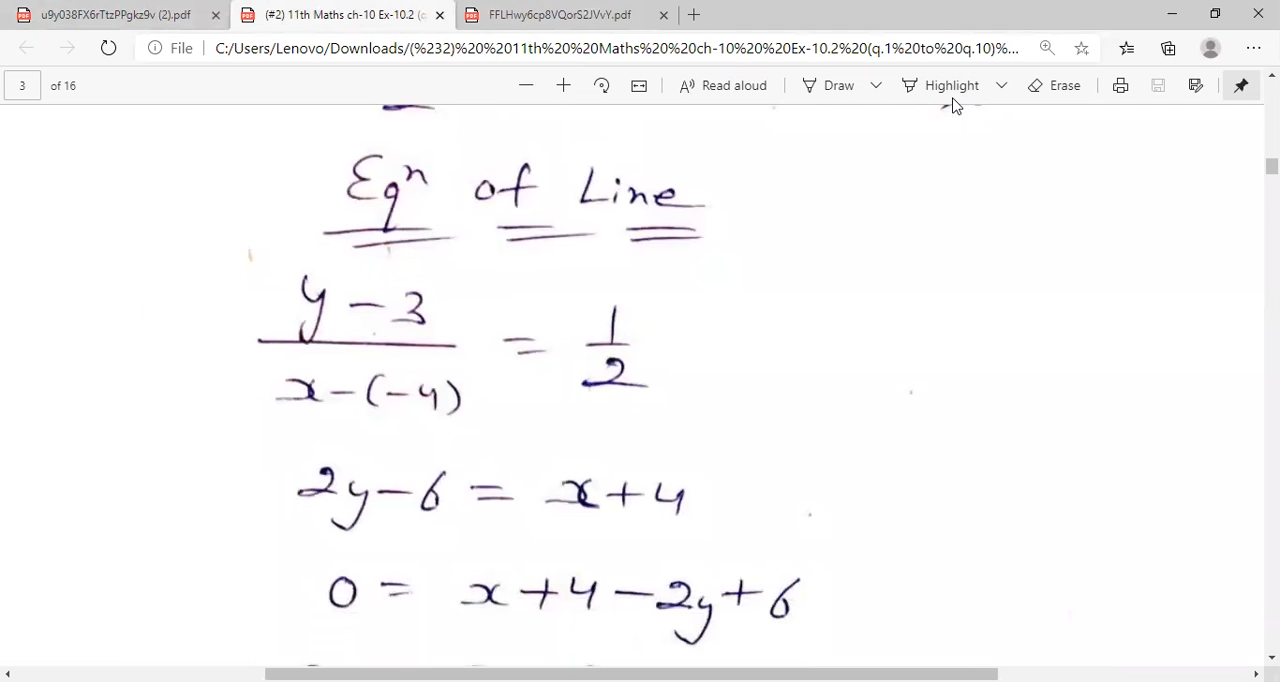 u9y038FX6rTtzPPgkz9v (2).pdf
(#2) 11th Maths ch-10 Ex-10.2 (c
FFLHwy6cp8VQorS2JVvY.pdf
File C:/Users/Lenovo/Downloads/(%232)%20%2011th%20%20Maths%20%20ch-10%20%20Ex-10.2%20(q.1%20to%20q.10)%...
3 of 16 Read aloud Draw Highlight Erase
Eqⁿ of Line
y - 3 / x - (-4) = 1 / 2
2y - 6 = x + 4
0 = x + 4 - 2y + 6